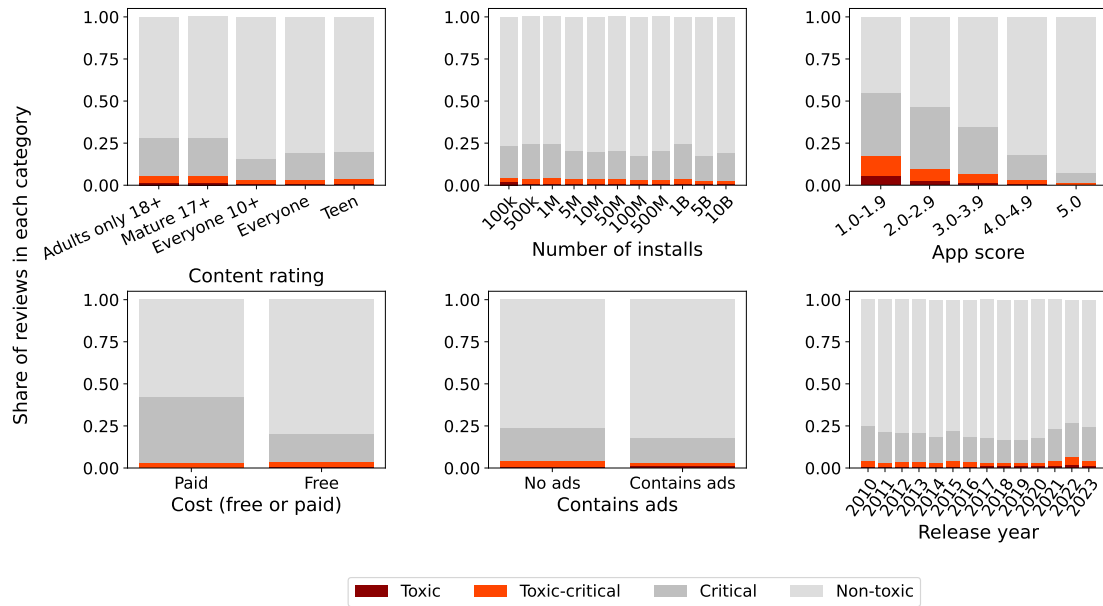 Share of reviews in each category
1.00
0.75
0.50
0.25
0.00
Adults only 18+
Mature 17+
Everyone 10+
Everyone
Teen
Content rating
1.00
0.75
0.50
0.25
0.00
100k
500k
1M
5M
10M
50M
100M
500M
1B
5B
10B
Number of installs
1.00
0.75
0.50
0.25
0.00
1.0-1.9
2.0-2.9
3.0-3.9
4.0-4.9
5.0
App score
1.00
0.75
0.50
0.25
0.00
Paid
Free
Cost (free or paid)
1.00
0.75
0.50
0.25
0.00
No ads
Contains ads
Contains ads
1.00
0.75
0.50
0.25
0.00
2010
2011
2012
2013
2014
2015
2016
2017
2018
2019
2020
2021
2022
2023
Release year
Toxic
Toxic-critical
Critical
Non-toxic